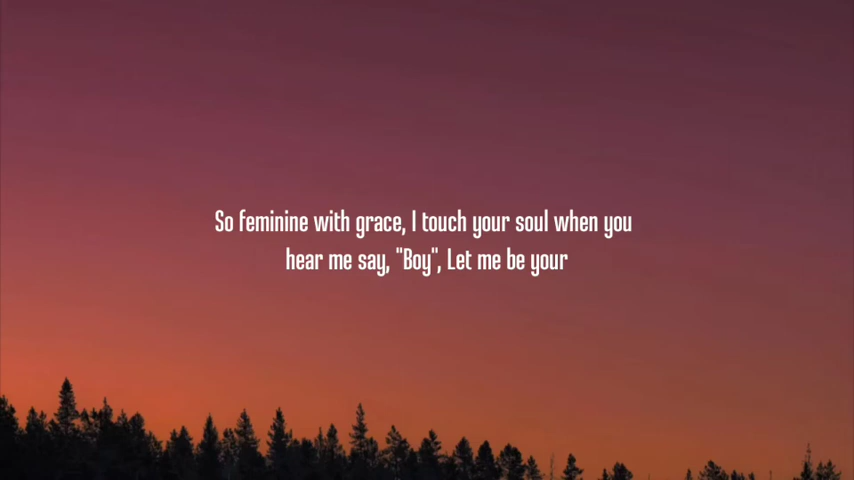 So feminine with grace, I touch your soul when you
hear me say, "Boy", Let me be your